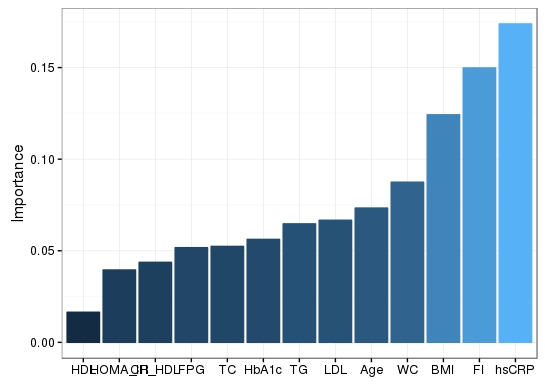 Importance
0.15
0.10
0.05
0.00
HDL HOMA_IR FPG TC HbA1c TG LDL Age WC BMI FI hsCRP